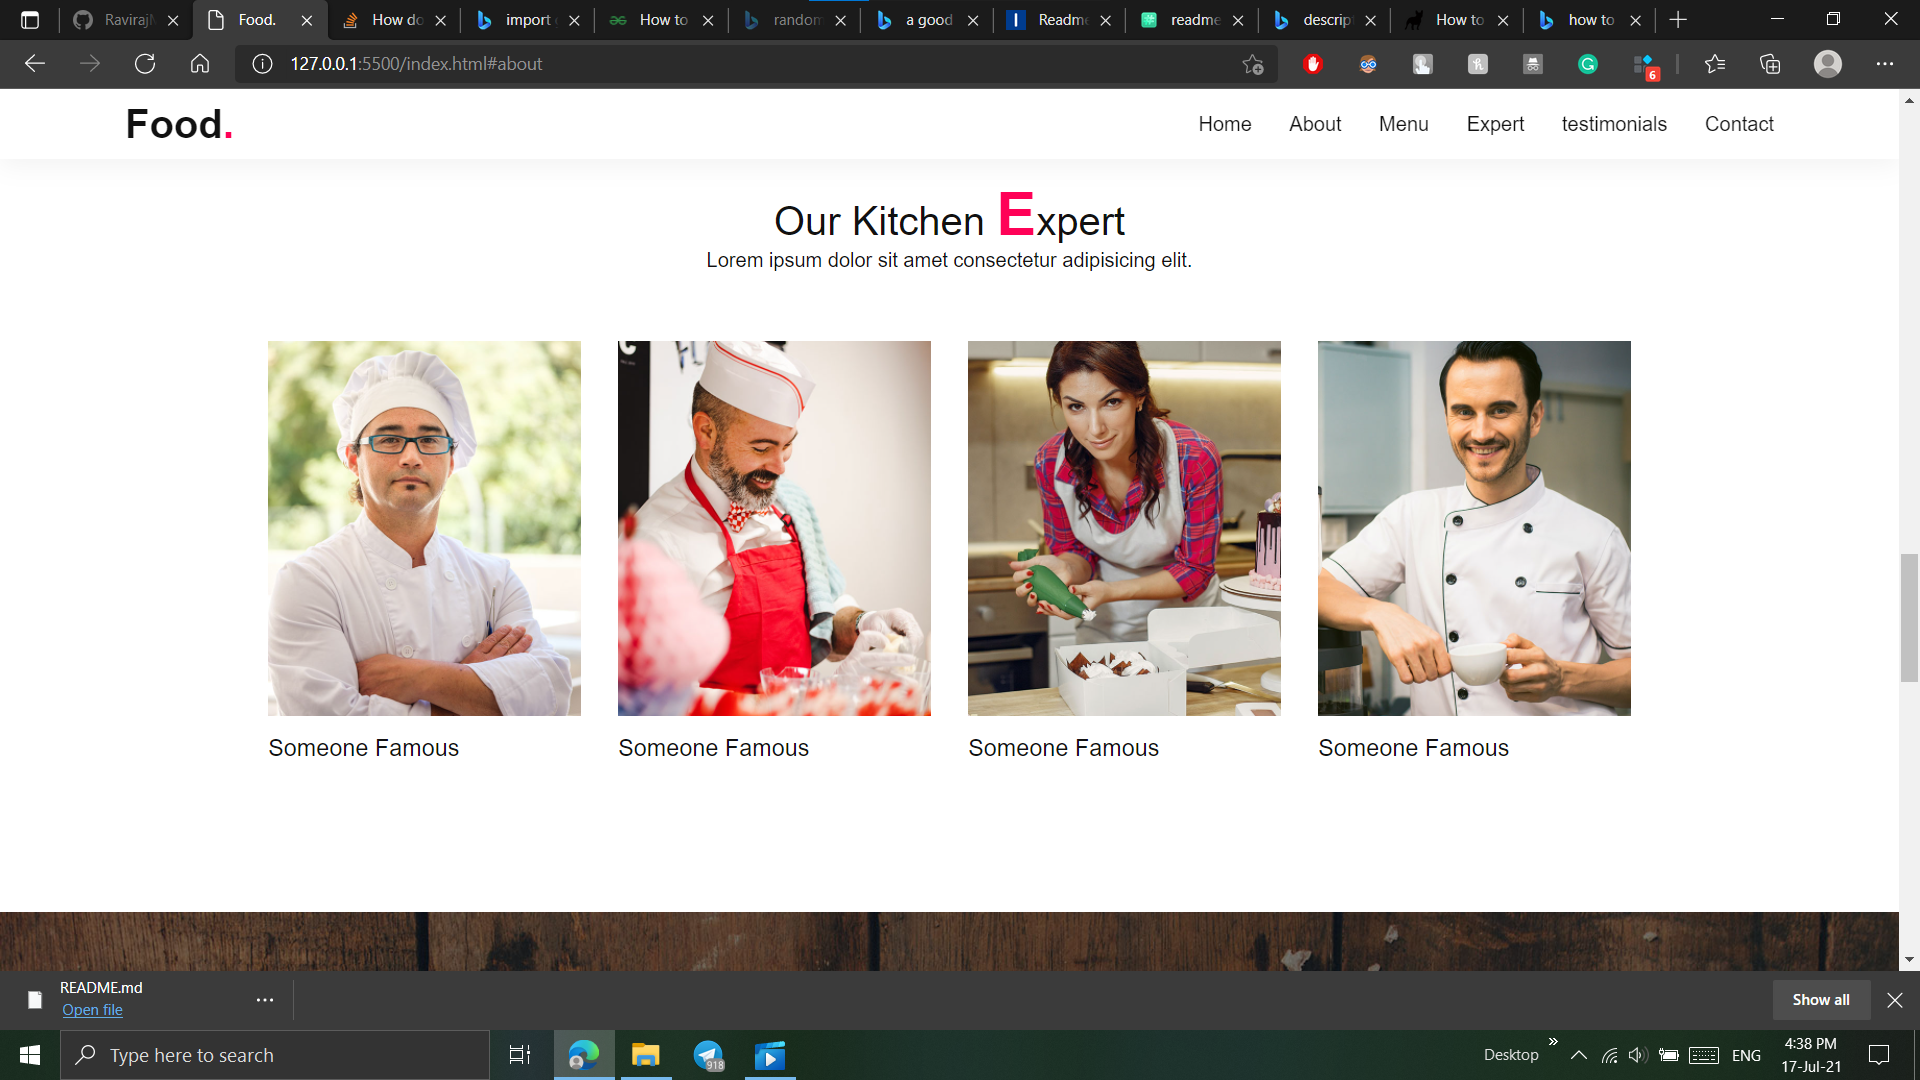 Raviraj
Food.
How do
import
How to
random
a good
Readme
readme
descrip
How to
how to
127.0.0.1:5500/index.html#about
6
Food.
Home
About
Menu
Expert
testimonials
Contact
Our Kitchen Expert
Lorem ipsum dolor sit amet consectetur adipisicing elit.
Someone Famous
Someone Famous
Someone Famous
Someone Famous
README.md
Open file
Show all
Type here to search
918
Desktop
ENG
4:38 PM
17-Jul-21